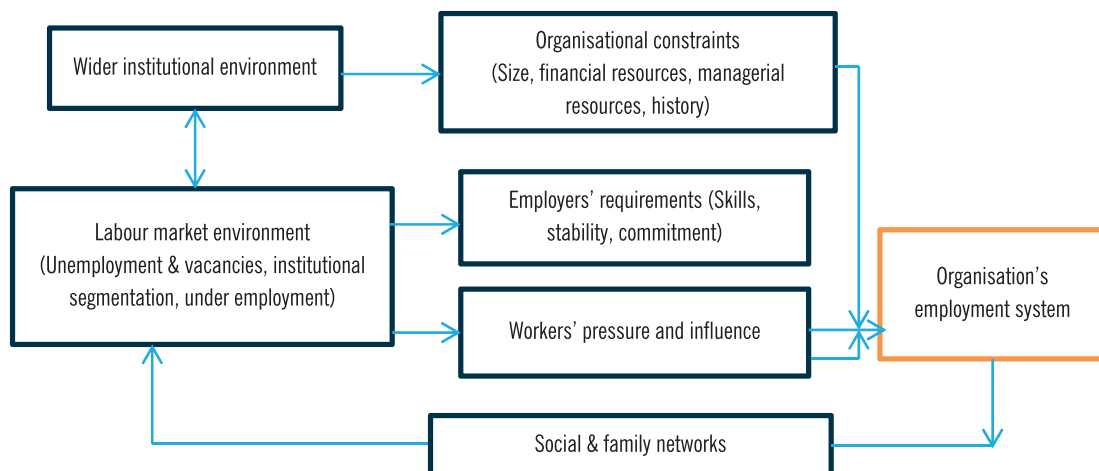 Wider institutional environment
Organisational constraints
(Size, financial resources, managerial
resources, history)
Labour market environment
(Unemployment & vacancies, institutional
segmentation, under employment)
Employers’ requirements (Skills,
stability, commitment)
Workers’ pressure and influence
Organisation’s
employment system
Social & family networks